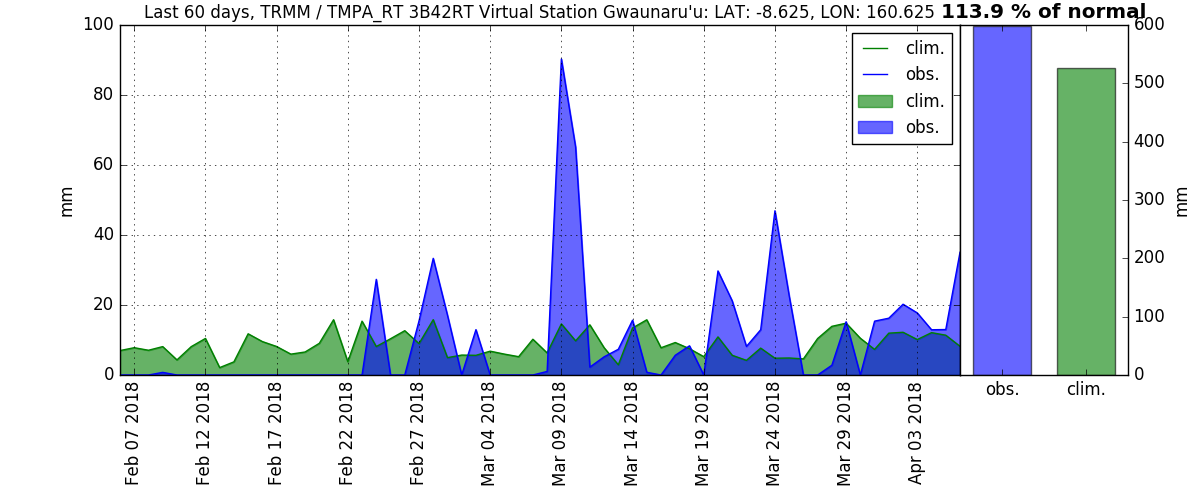 Last 60 days, TRMM / TMPA_RT 3B42RT Virtual Station Gwaunaru'u: LAT: -8.625, LON: 160.625 113.9 % of normal
100
80
60
40
20
0
mm
clim.
obs.
clim.
obs.
600
500
400
300
200
100
0
mm
obs.
clim.
Feb 07 2018
Feb 12 2018
Feb 17 2018
Feb 22 2018
Feb 27 2018
Mar 04 2018
Mar 09 2018
Mar 14 2018
Mar 19 2018
Mar 24 2018
Mar 29 2018
Apr 03 2018